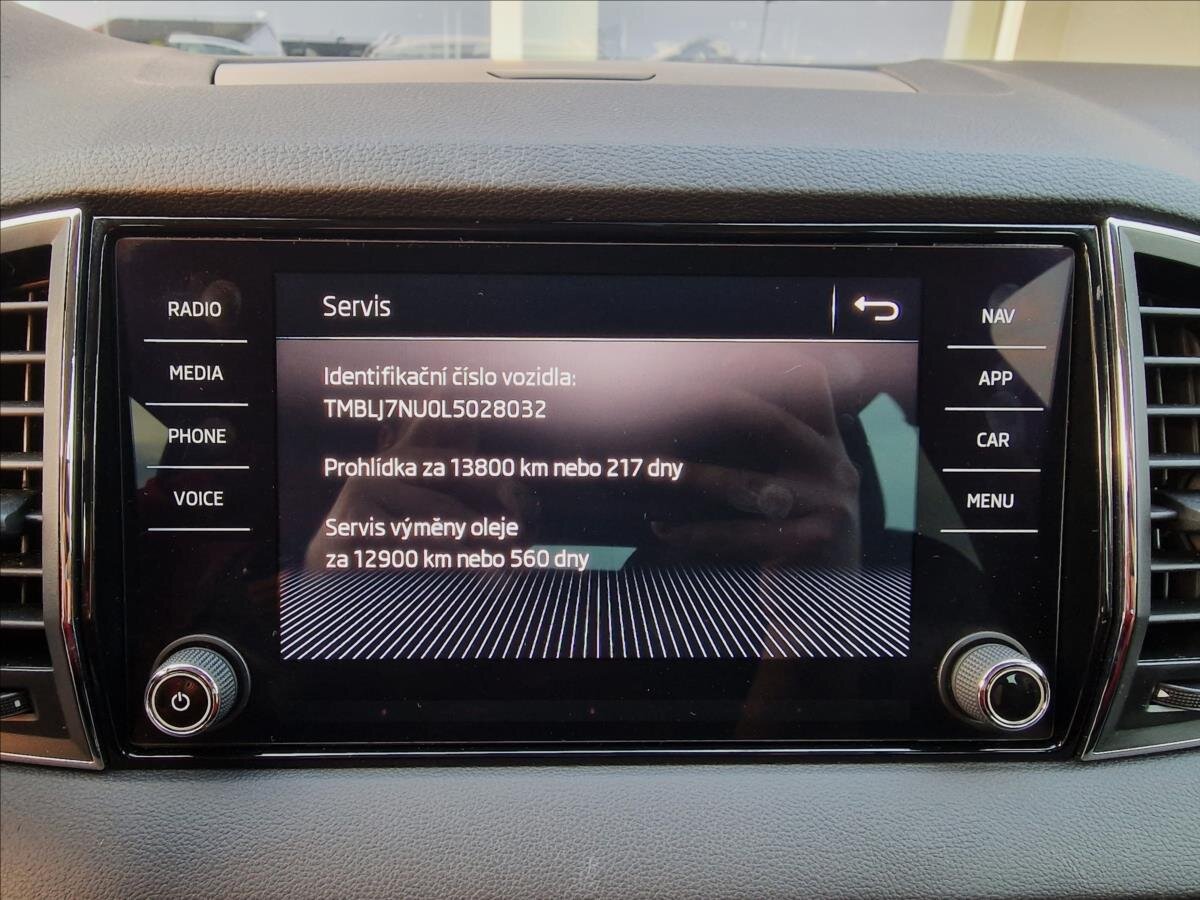 Servis
RADIO
MEDIA
PHONE
VOICE
Identifikační číslo vozidla:
TMBLJ7NU0L5028032
Prohlídka za 13800 km nebo 217 dny
Servis výměny oleje
za 12900 km nebo 560 dny
NAV
APP
CAR
MENU